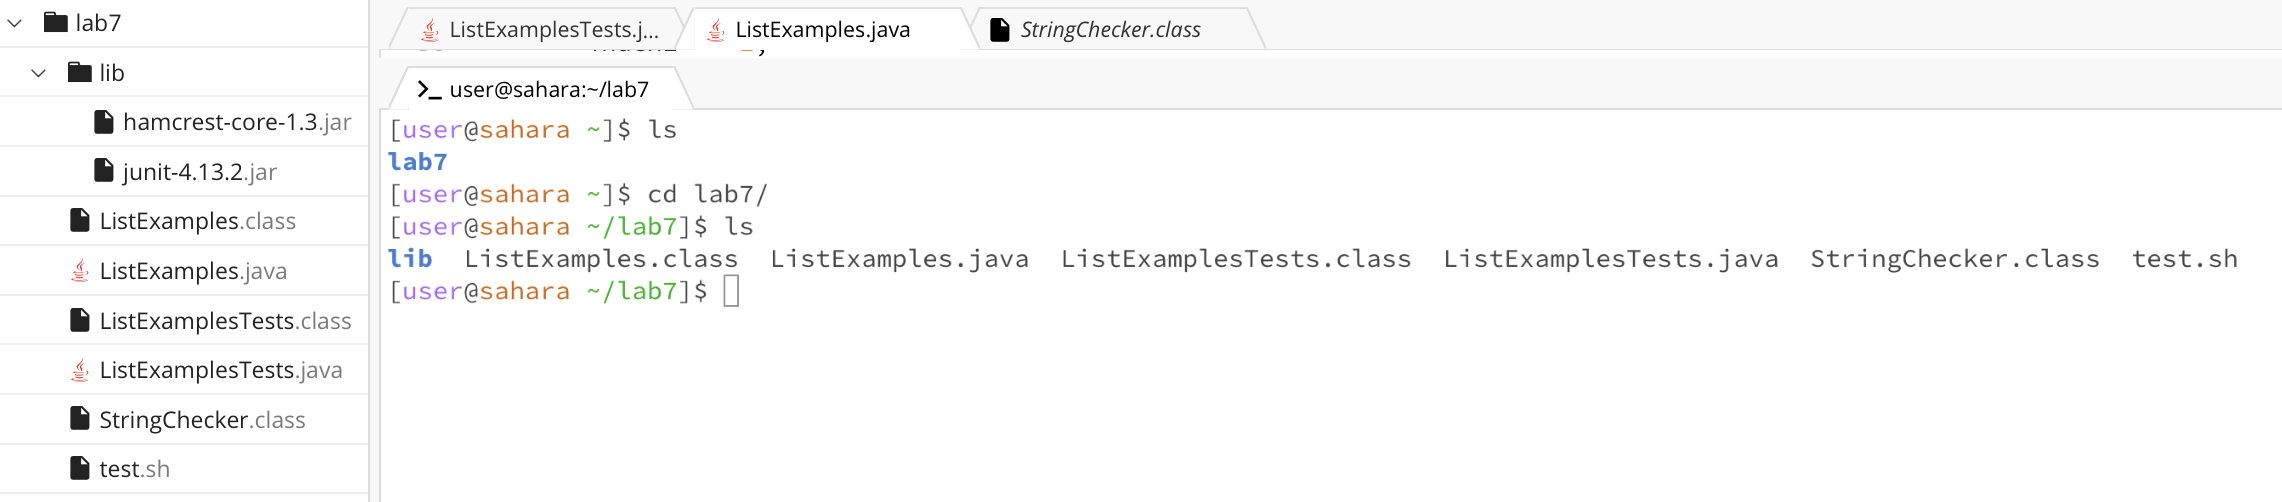 lab7
lib
hamcrest-core-1.3.jar
junit-4.13.2.jar
ListExamples.class
ListExamples.java
ListExamplesTests.class
ListExamplesTests.java
StringChecker.class
test.sh
ListExamplesTests.j... ListExamples.java StringChecker.class
user@sahara:~/lab7
[user@sahara ~]$ ls
lab7
[user@sahara ~]$ cd lab7/
[user@sahara ~/lab7]$ ls
lib ListExamples.class ListExamples.java ListExamplesTests.class ListExamplesTests.java StringChecker.class test.sh
[user@sahara ~/lab7]$